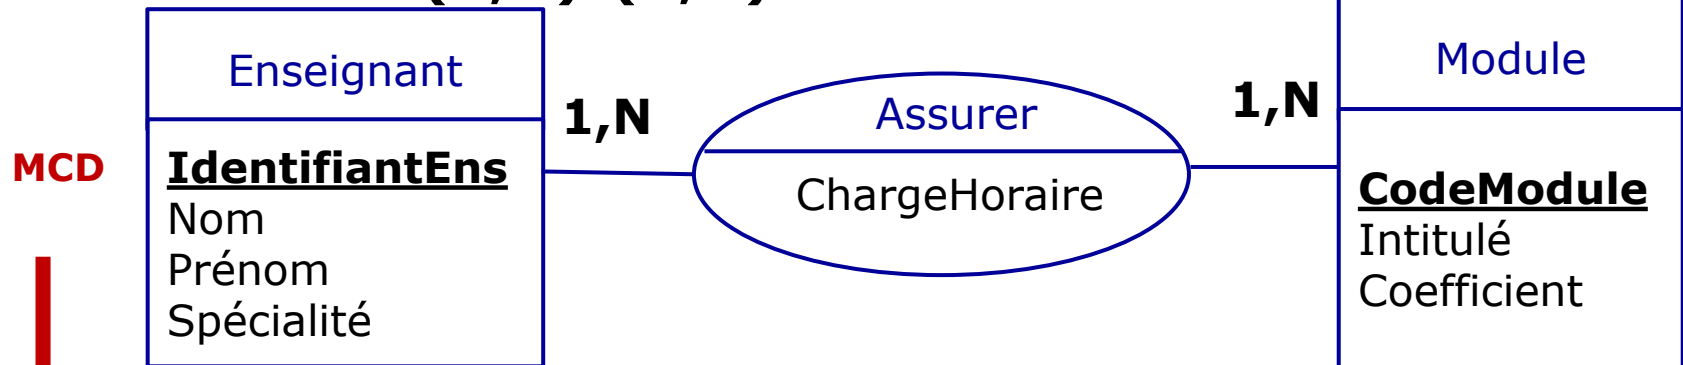 Enseignant
Module
1,N
Assurer
1,N
MCD
IdentifiantEns
Nom
Prénom
Spécialité
ChargeHoraire
CodeModule
Intitulé
Coefficient